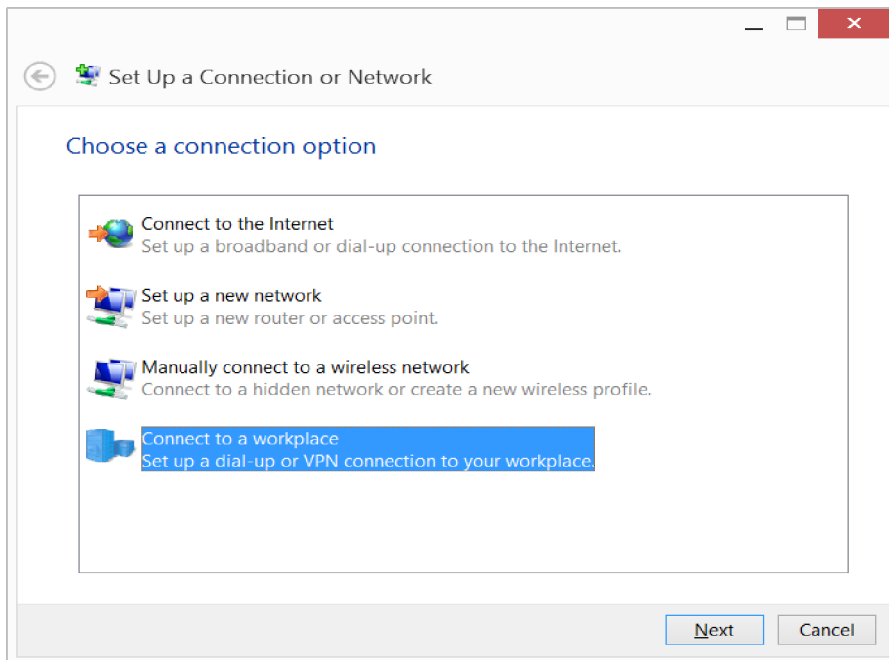 Set Up a Connection or Network
Choose a connection option
Connect to the Internet
Set up a broadband or dial-up connection to the Internet.
Set up a new network
Set up a new router or access point.
Manually connect to a wireless network
Connect to a hidden network or create a new wireless profile.
Connect to a workplace
Set up a dial-up or VPN connection to your workplace.
Next
Cancel